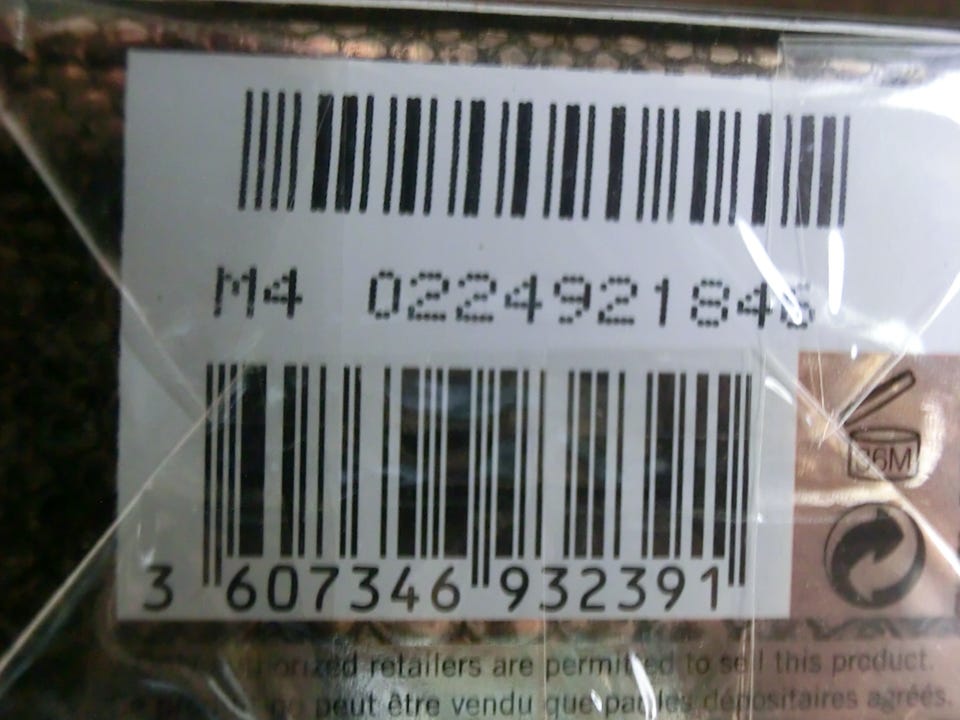 M4 0224921846
36M
3 607346 932391
authorized retailers are permitted to sell this product.
peut être vendu que par les dépositaires agréés.